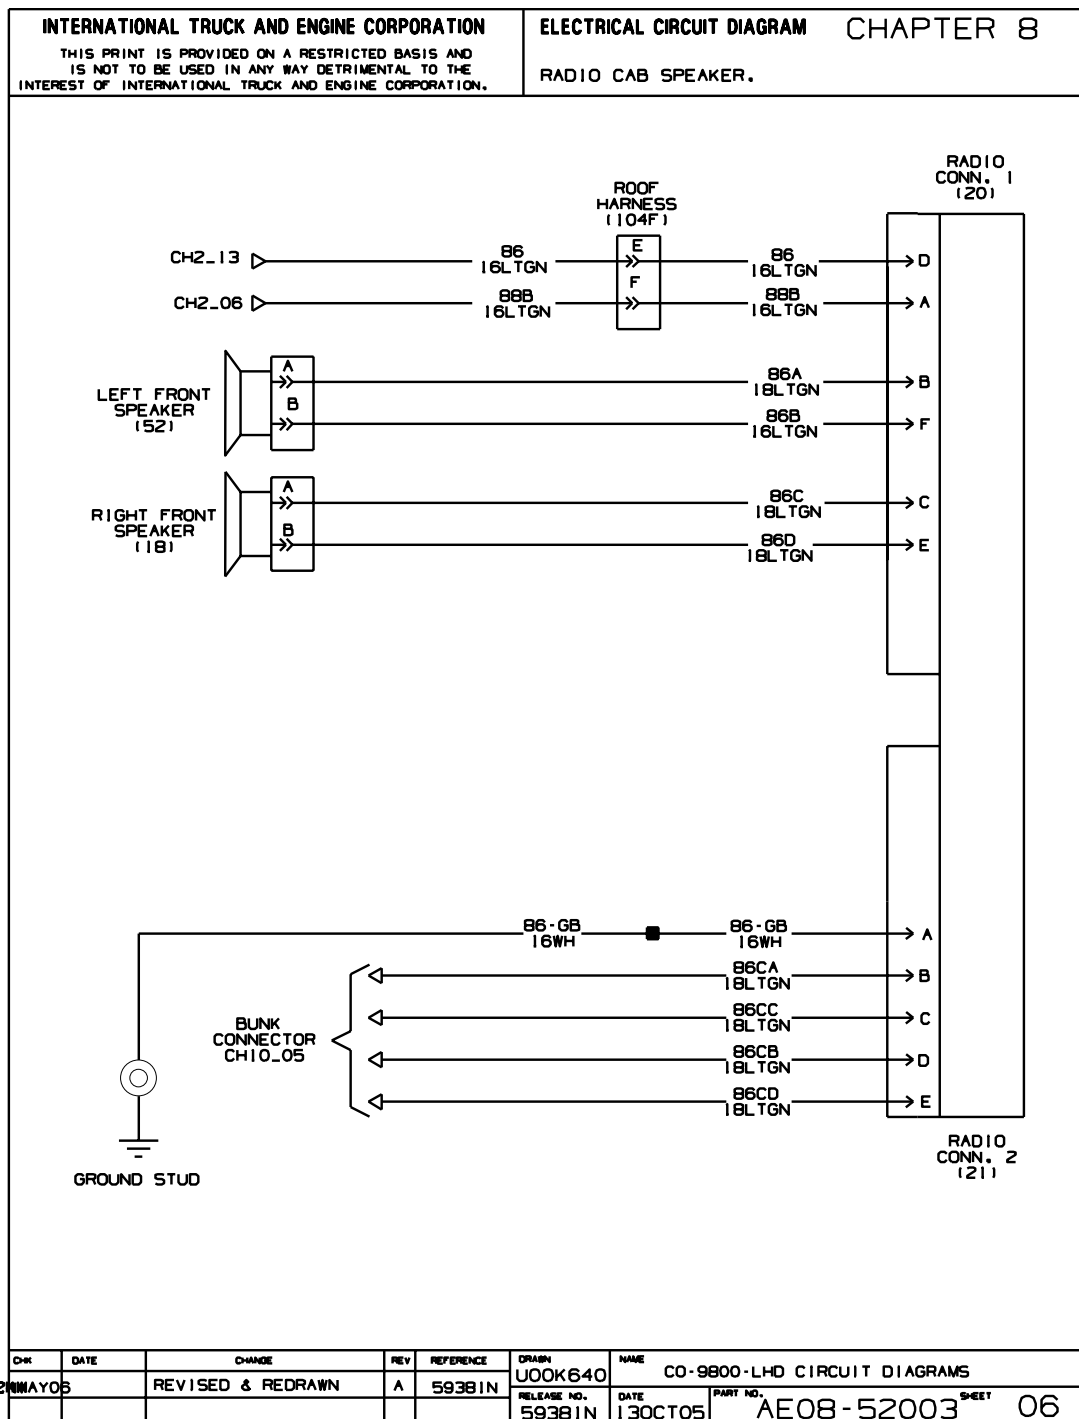 INTERNATIONAL TRUCK AND ENGINE CORPORATION
THIS PRINT IS PROVIDED ON A RESTRICTED BASIS AND
IS NOT TO BE USED IN ANY WAY DETRIMENTAL TO THE
INTEREST OF INTERNATIONAL TRUCK AND ENGINE CORPORATION.
ELECTRICAL CIRCUIT DIAGRAM CHAPTER 8
RADIO CAB SPEAKER.
RADIO
CONN. 1
(20)
ROOF
HARNESS
(104F)
CH2_13
86
16LTGN
E
86
16LTGN
D
CH2_06
88B
16LTGN
F
88B
16LTGN
A
LEFT FRONT
SPEAKER
(52)
A
86A
18LTGN
B
B
86B
16LTGN
F
RIGHT FRONT
SPEAKER
(18)
A
86C
18LTGN
C
B
86D
18LTGN
E
86-GB
16WH
86-GB
16WH
A
86CA
18LTGN
B
BUNK
CONNECTOR
CH10_05
86CC
18LTGN
C
86CB
18LTGN
D
86CD
18LTGN
E
GROUND STUD
RADIO
CONN. 2
(21)
CHK DATE CHANGE REV REFERENCE
MAY06 REVISED & REDRAWN A 59381N
DRAWN
U00K640
NAME
CO-9800-LHD CIRCUIT DIAGRAMS
RELEASE NO.
59381N
DATE
13OCT05
PART NO.
AE08-52003
SHEET
06